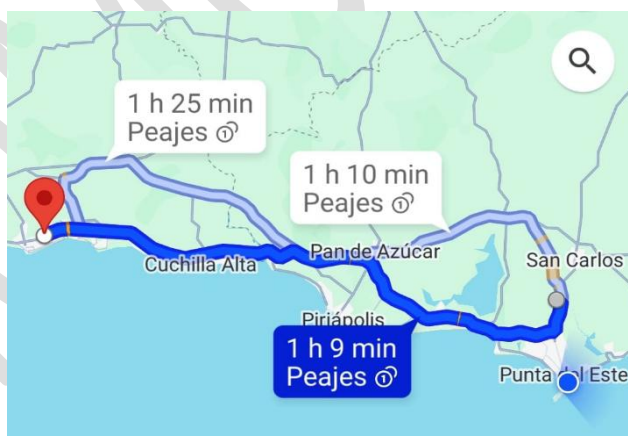 1 h 25 min
Peajes
1 h 10 min
Peajes
San Carlos
Pan de Azúcar
Cuchilla Alta
Piriápolis
1 h 9 min
Peajes
Punta del Este